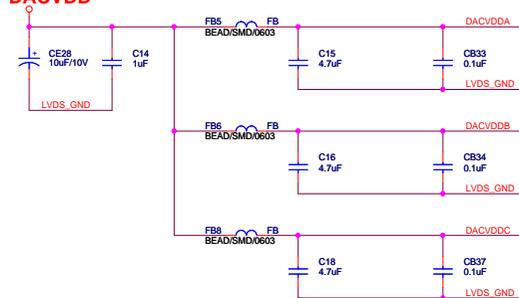 DACVDD
FB5 FB DACVDDA
BEAD/SMD/0603
CE28 C14 C15 CB33
10uF/10V 1uF 4.7uF 0.1uF
+
LVDS_GND
LVDS_GND
FB6 FB DACVDDB
BEAD/SMD/0603
C16 CB34
4.7uF 0.1uF
LVDS_GND
FB8 FB DACVDDC
BEAD/SMD/0603
C18 CB37
4.7uF 0.1uF
LVDS_GND